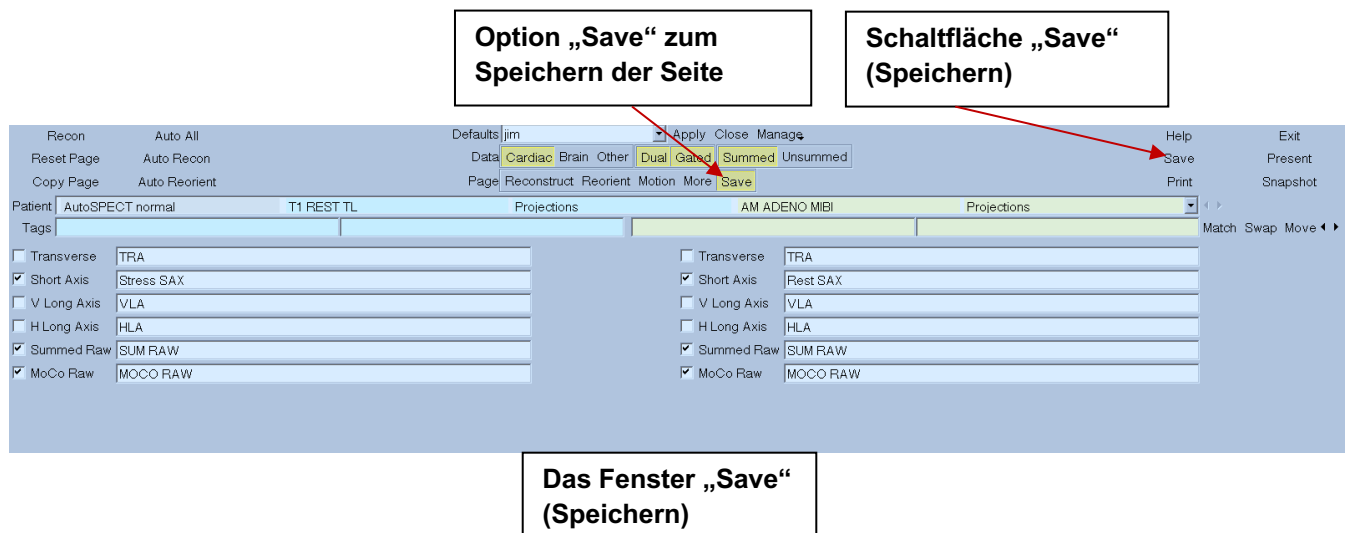 Option „Save“ zum
Speichern der Seite
Schaltfläche „Save“
(Speichern)
Recon Auto All Defaults jim Apply Close Manage Help Exit
Reset Page Auto Recon Data Cardiac Brain Other Dual Gated Summed Unsummed Save Present
Copy Page Auto Reorient Page Reconstruct Reorient Motion More Save Print Snapshot
Patient AutoSPECT normal T1 REST TL Projections AM ADENO MIBI Projections
Tags Match Swap Move
Transverse TRA Transverse TRA
Short Axis Stress SAX Short Axis Rest SAX
V Long Axis VLA V Long Axis VLA
H Long Axis HLA H Long Axis HLA
Summed Raw SUM RAW Summed Raw SUM RAW
MoCo Raw MOCO RAW MoCo Raw MOCO RAW
Das Fenster „Save“
(Speichern)